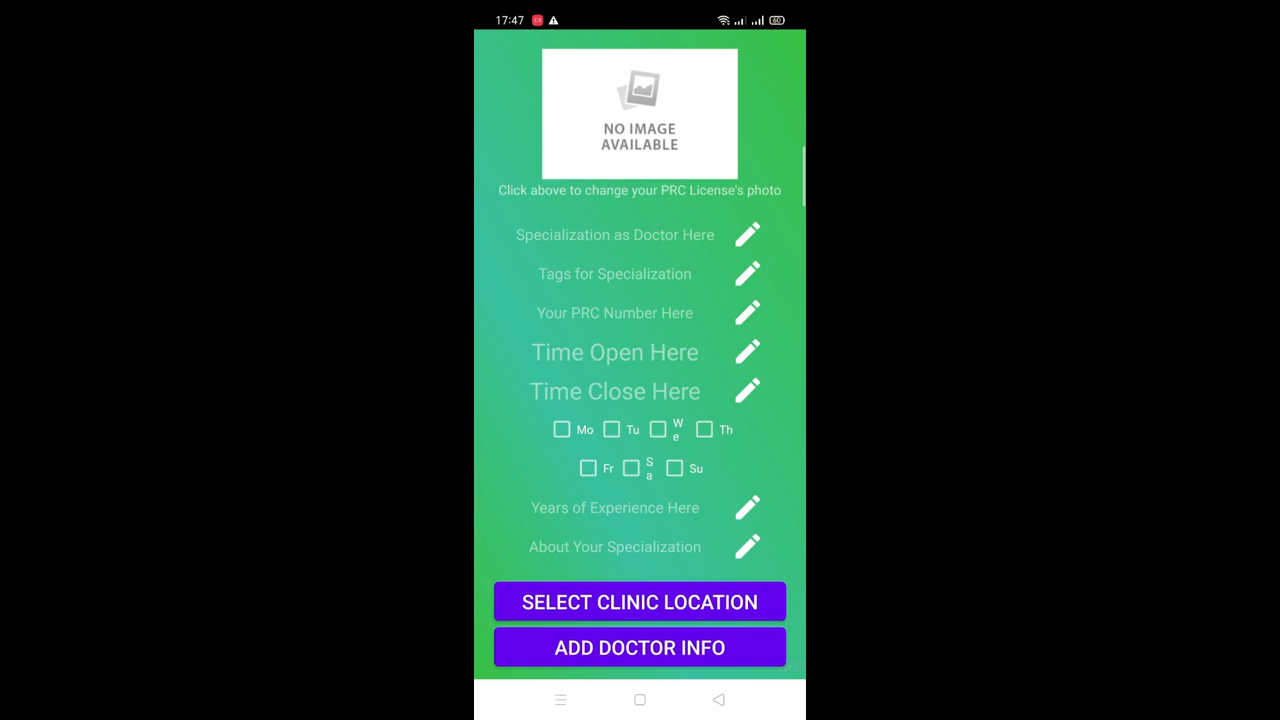 17:47
60
NO IMAGE
AVAILABLE
Click above to change your PRC License's photo
Specialization as Doctor Here
Tags for Specialization
Your PRC Number Here
Time Open Here
Time Close Here
Mo Tu We Th
Fr Sa Su
Years of Experience Here
About Your Specialization
SELECT CLINIC LOCATION
ADD DOCTOR INFO